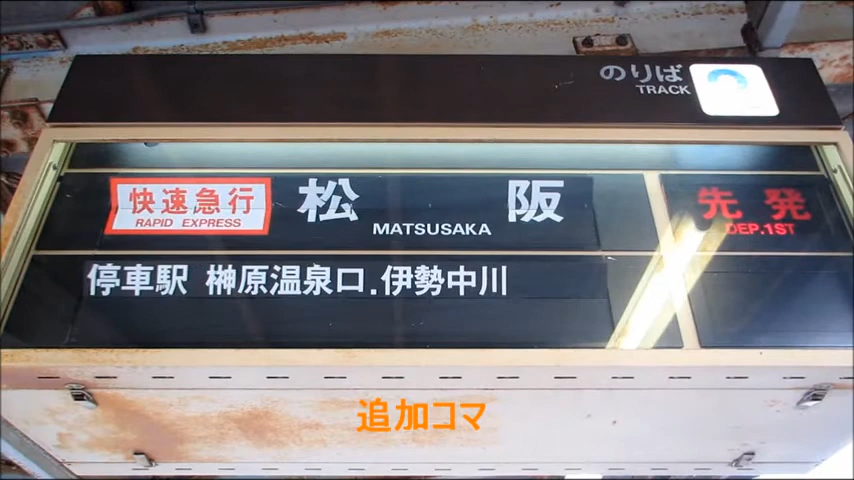 のりば
TRACK
快速急行
RAPID EXPRESS
松 阪
MATSUSAKA
先 発
DEP.1ST
停車駅 榊原温泉口.伊勢中川
追加コマ